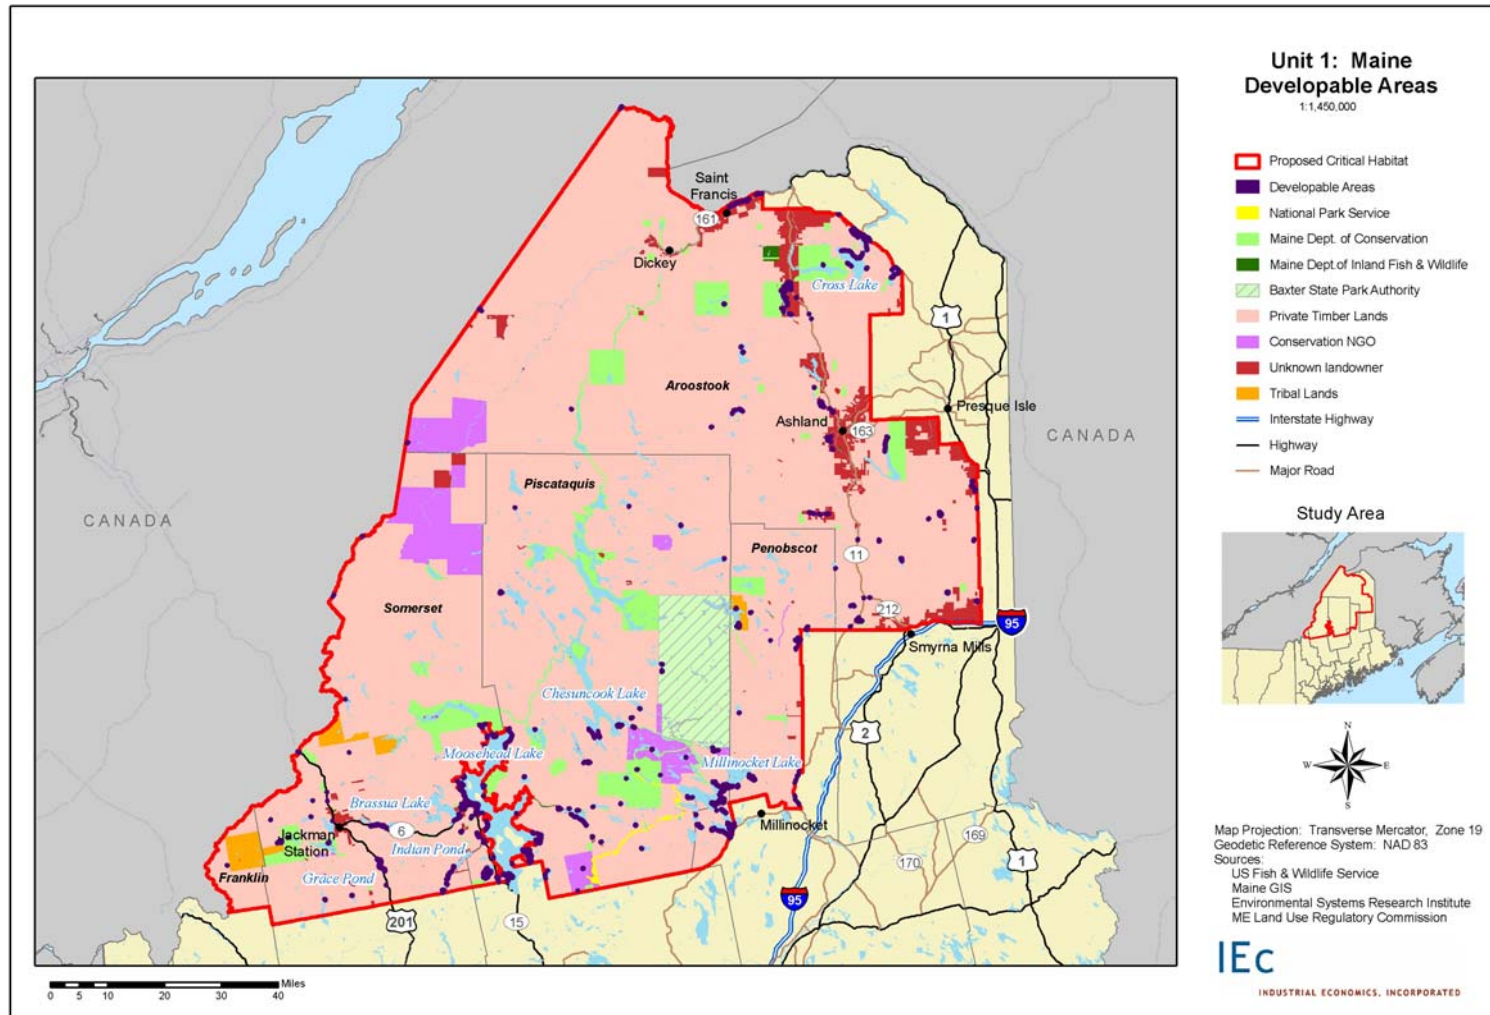 Unit 1: Maine
Developable Areas
1:1,450,000
Proposed Critical Habitat
Developable Areas
National Park Service
Maine Dept. of Conservation
Maine Dept.of Inland Fish & Wildlife
Baxter State Park Authority
Private Timber Lands
Conservation NGO
Unknown landowner
Tribal Lands
Interstate Highway
Highway
Major Road
Study Area
N
W E
S
Map Projection: Transverse Mercator, Zone 19
Geodetic Reference System: NAD 83
Sources:
US Fish & Wildlife Service
Maine GIS
Environmental Systems Research Institute
ME Land Use Regulatory Commission
IEc
INDUSTRIAL ECONOMICS, INCORPORATED
Saint
Francis
161
Dickey
Cross Lake
1
Aroostook
Presque Isle
Ashland
163
CANADA
Piscataquis
CANADA
Penobscot
11
Somerset
212
95
Smyrna Mills
Chesuncook Lake
2
Moosehead Lake
Millinocket Lake
Brassua Lake
Millinocket
6
Jackman
Station
Indian Pond
169
170
1
Franklin
Grace Pond
95
201
15
Miles
0 5 10 20 30 40